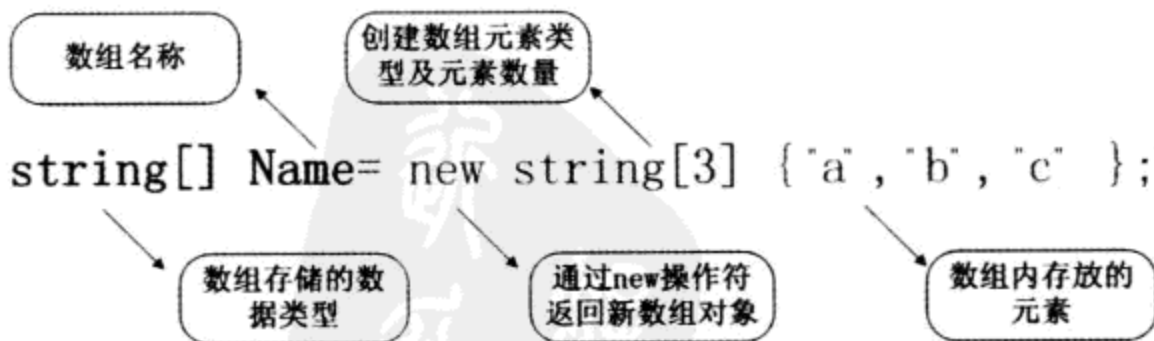 数组名称
创建数组元素类
型及元素数量
string[] Name= new string[3] {"a","b", "c" };
数组存储的数
据类型
通过new操作符
返回新数组对象
数组内存放的
元素